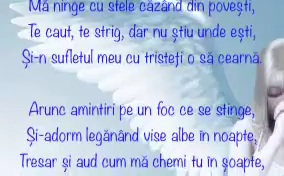 Mă ninge cu stele căzând din povești,
Te caut, te strig, dar nu știu unde ești,
Și-n sufletul meu cu tristeți o să cearnă.
Arunc amintiri pe un foc ce se stinge,
Și-adorm legănând vise albe în noapte,
Tresar și aud cum mă chemi tu în șoapte,